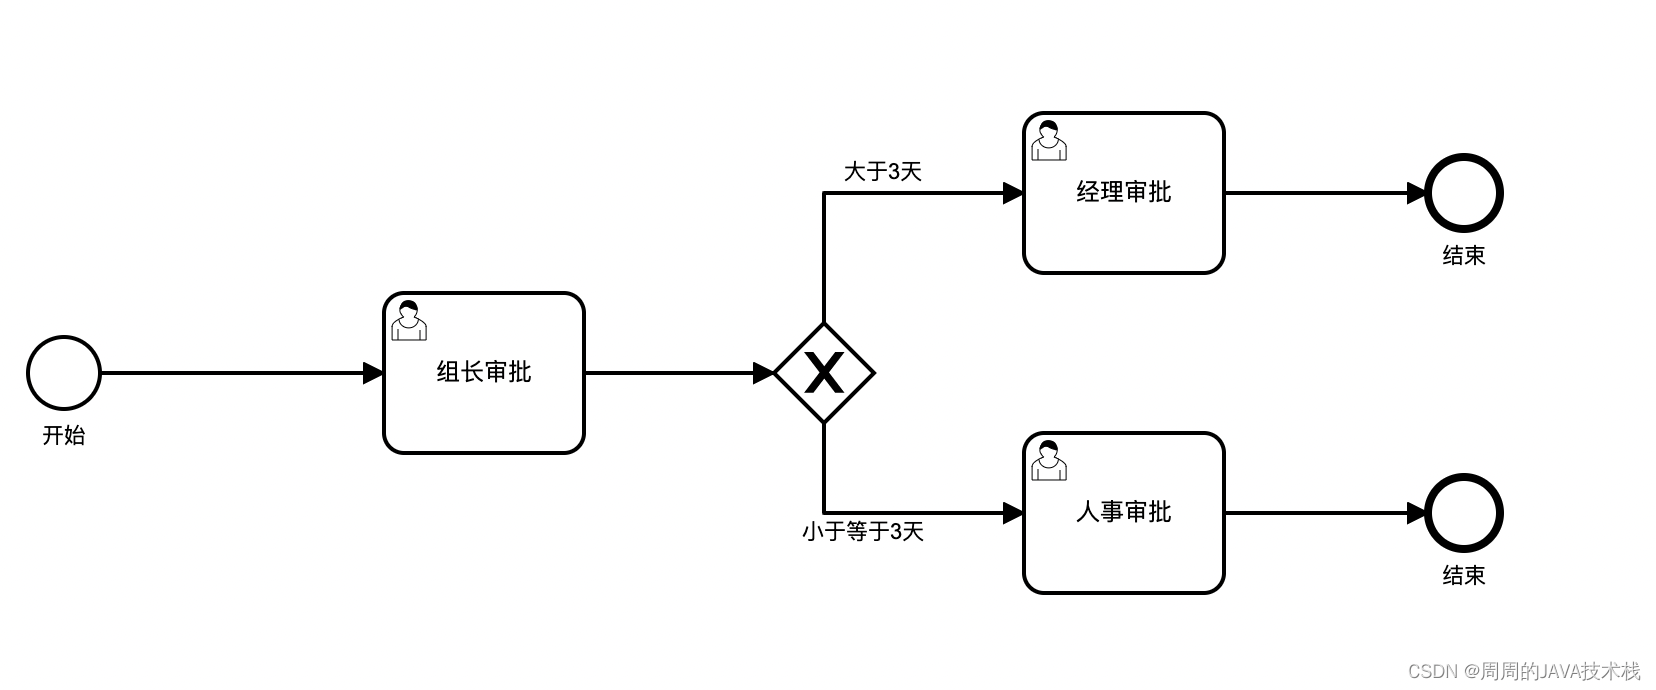 开始
组长审批
X
大于3天
经理审批
结束
小于等于3天
人事审批
结束
CSDN @周周的JAVA技术栈